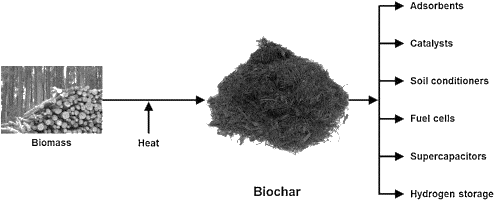 Adsorbents
Catalysts
Soil conditioners
Fuel cells
Supercapacitors
Hydrogen storage
Biomass
Heat
Biochar